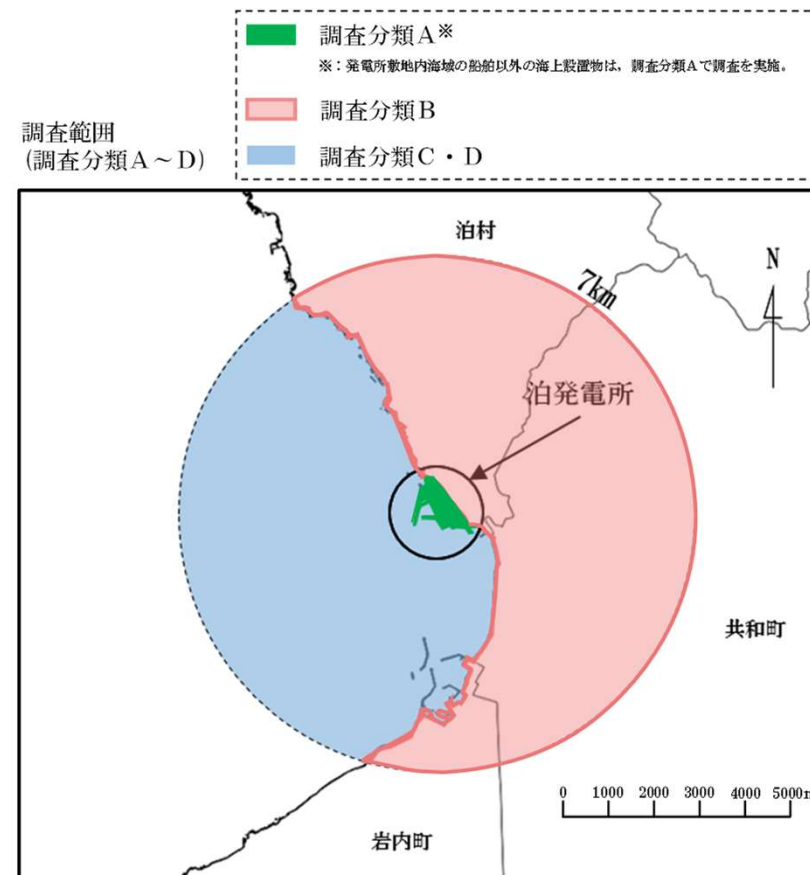 調査分類A※
※：発電所敷地内海域の船舶以外の海上設置物は，調査分類Aで調査を実施。
調査分類B
調査範囲
(調査分類A～D)
調査分類C・D
泊村
7km
N
泊発電所
共和町
0 1000 2000 3000 4000 5000m
岩内町